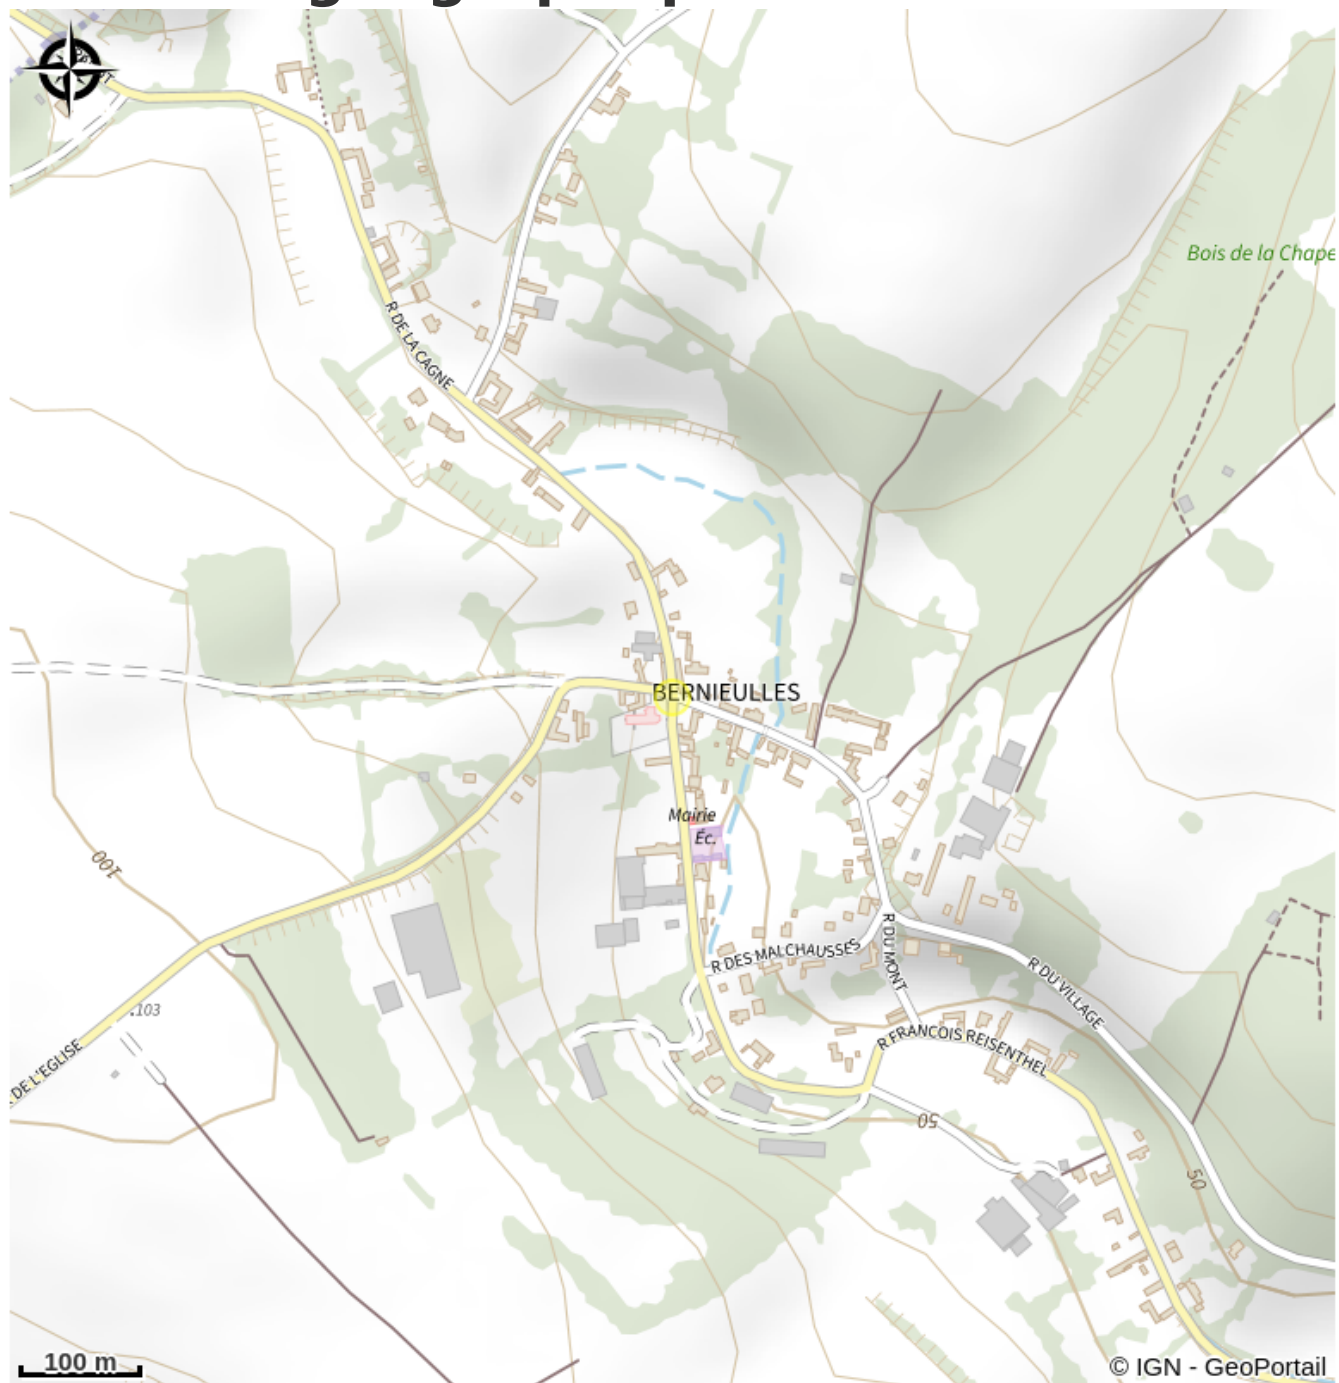 Bois de la Chape
R DE LA CAGNE
BERNIEULLES
Mairie
Éc.
100
R DES MALCHAUSSES
R DU MONT
R DU VILLAGE
103
R FRANCOIS REISENTHEL
DE L'EGLISE
50
50
100 m
© IGN - GeoPortail